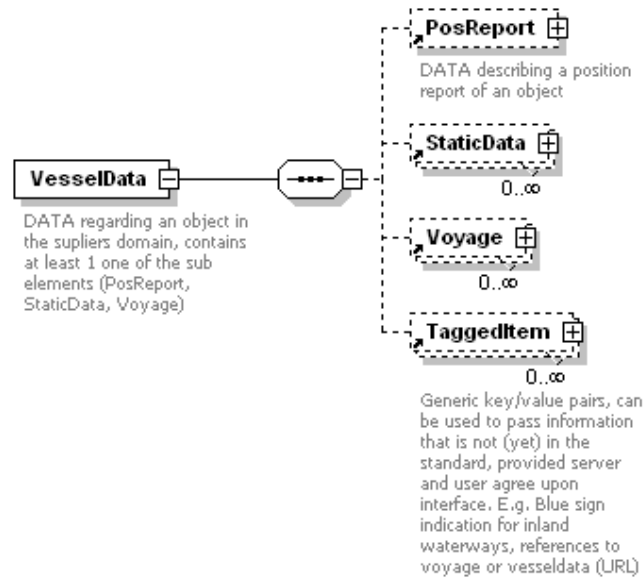 PosReport
DATA describing a position
report of an object
StaticData
0..∞
VesselData
DATA regarding an object in
the supliers domain, contains
at least 1 one of the sub
elements (PosReport,
StaticData, Voyage)
Voyage
0..∞
TaggedItem
0..∞
Generic key/value pairs, can
be used to pass information
that is not (yet) in the
standard, provided server
and user agree upon
interface. E.g. Blue sign
indication for inland
waterways, references to
voyage or vesseldata (URL)